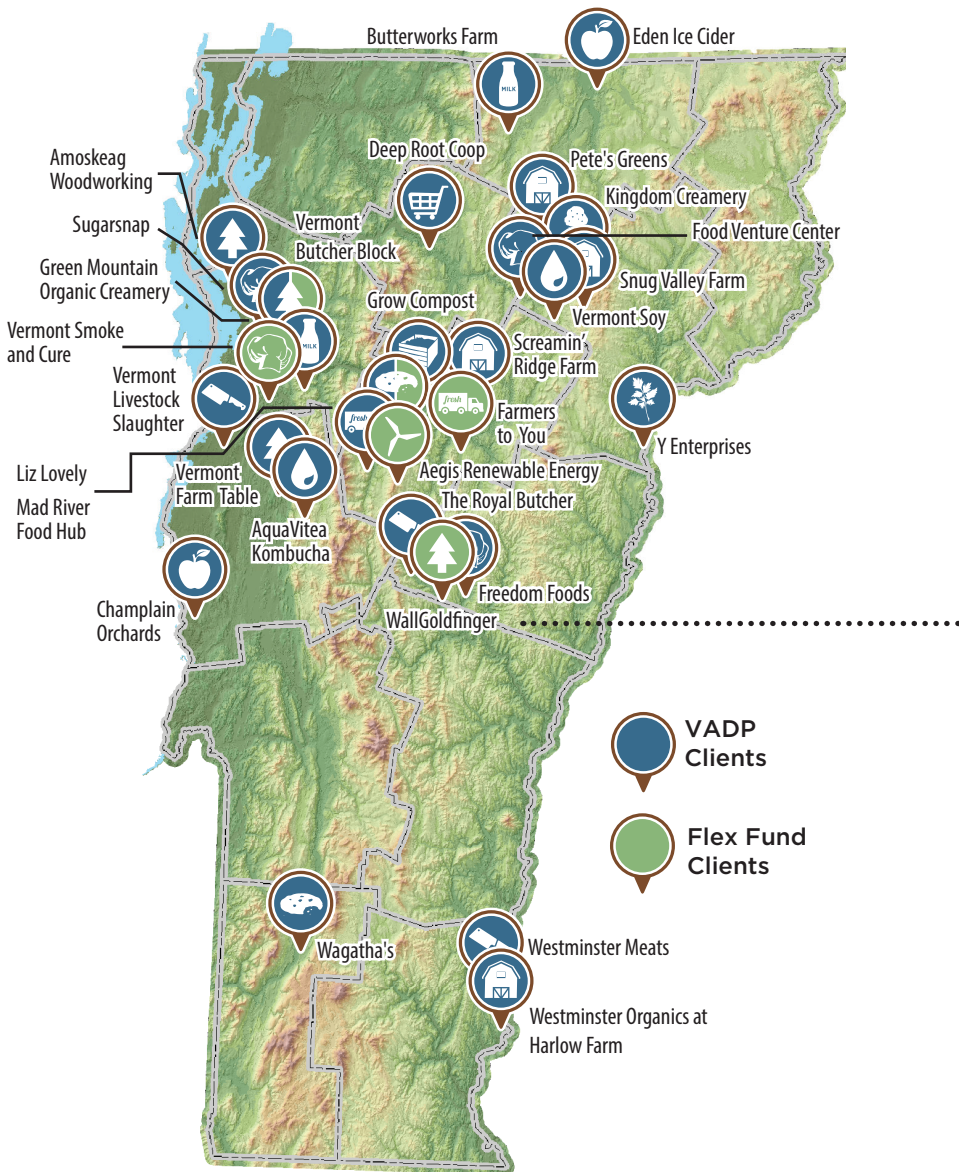 Butterworks Farm
Eden Ice Cider
MILK
Amoskeag
Woodworking
Deep Root Coop
Pete's Greens
Kingdom Creamery
Sugarsnap
Vermont
Butcher Block
Food Venture Center
Green Mountain
Organic Creamery
Snug Valley Farm
Grow Compost
Vermont Soy
Vermont Smoke
and Cure
MILK
Screamin'
Ridge Farm
Vermont
Livestock
Slaughter
fresh
fresh
Farmers
to You
Y Enterprises
Liz Lovely
Mad River
Food Hub
Vermont
Farm Table
Aegis Renewable Energy
AquaVitea
Kombucha
The Royal Butcher
Champlain
Orchards
Freedom Foods
WallGoldfinger
VADP
Clients
Flex Fund
Clients
Wagatha's
Westminster Meats
Westminster Organics at
Harlow Farm